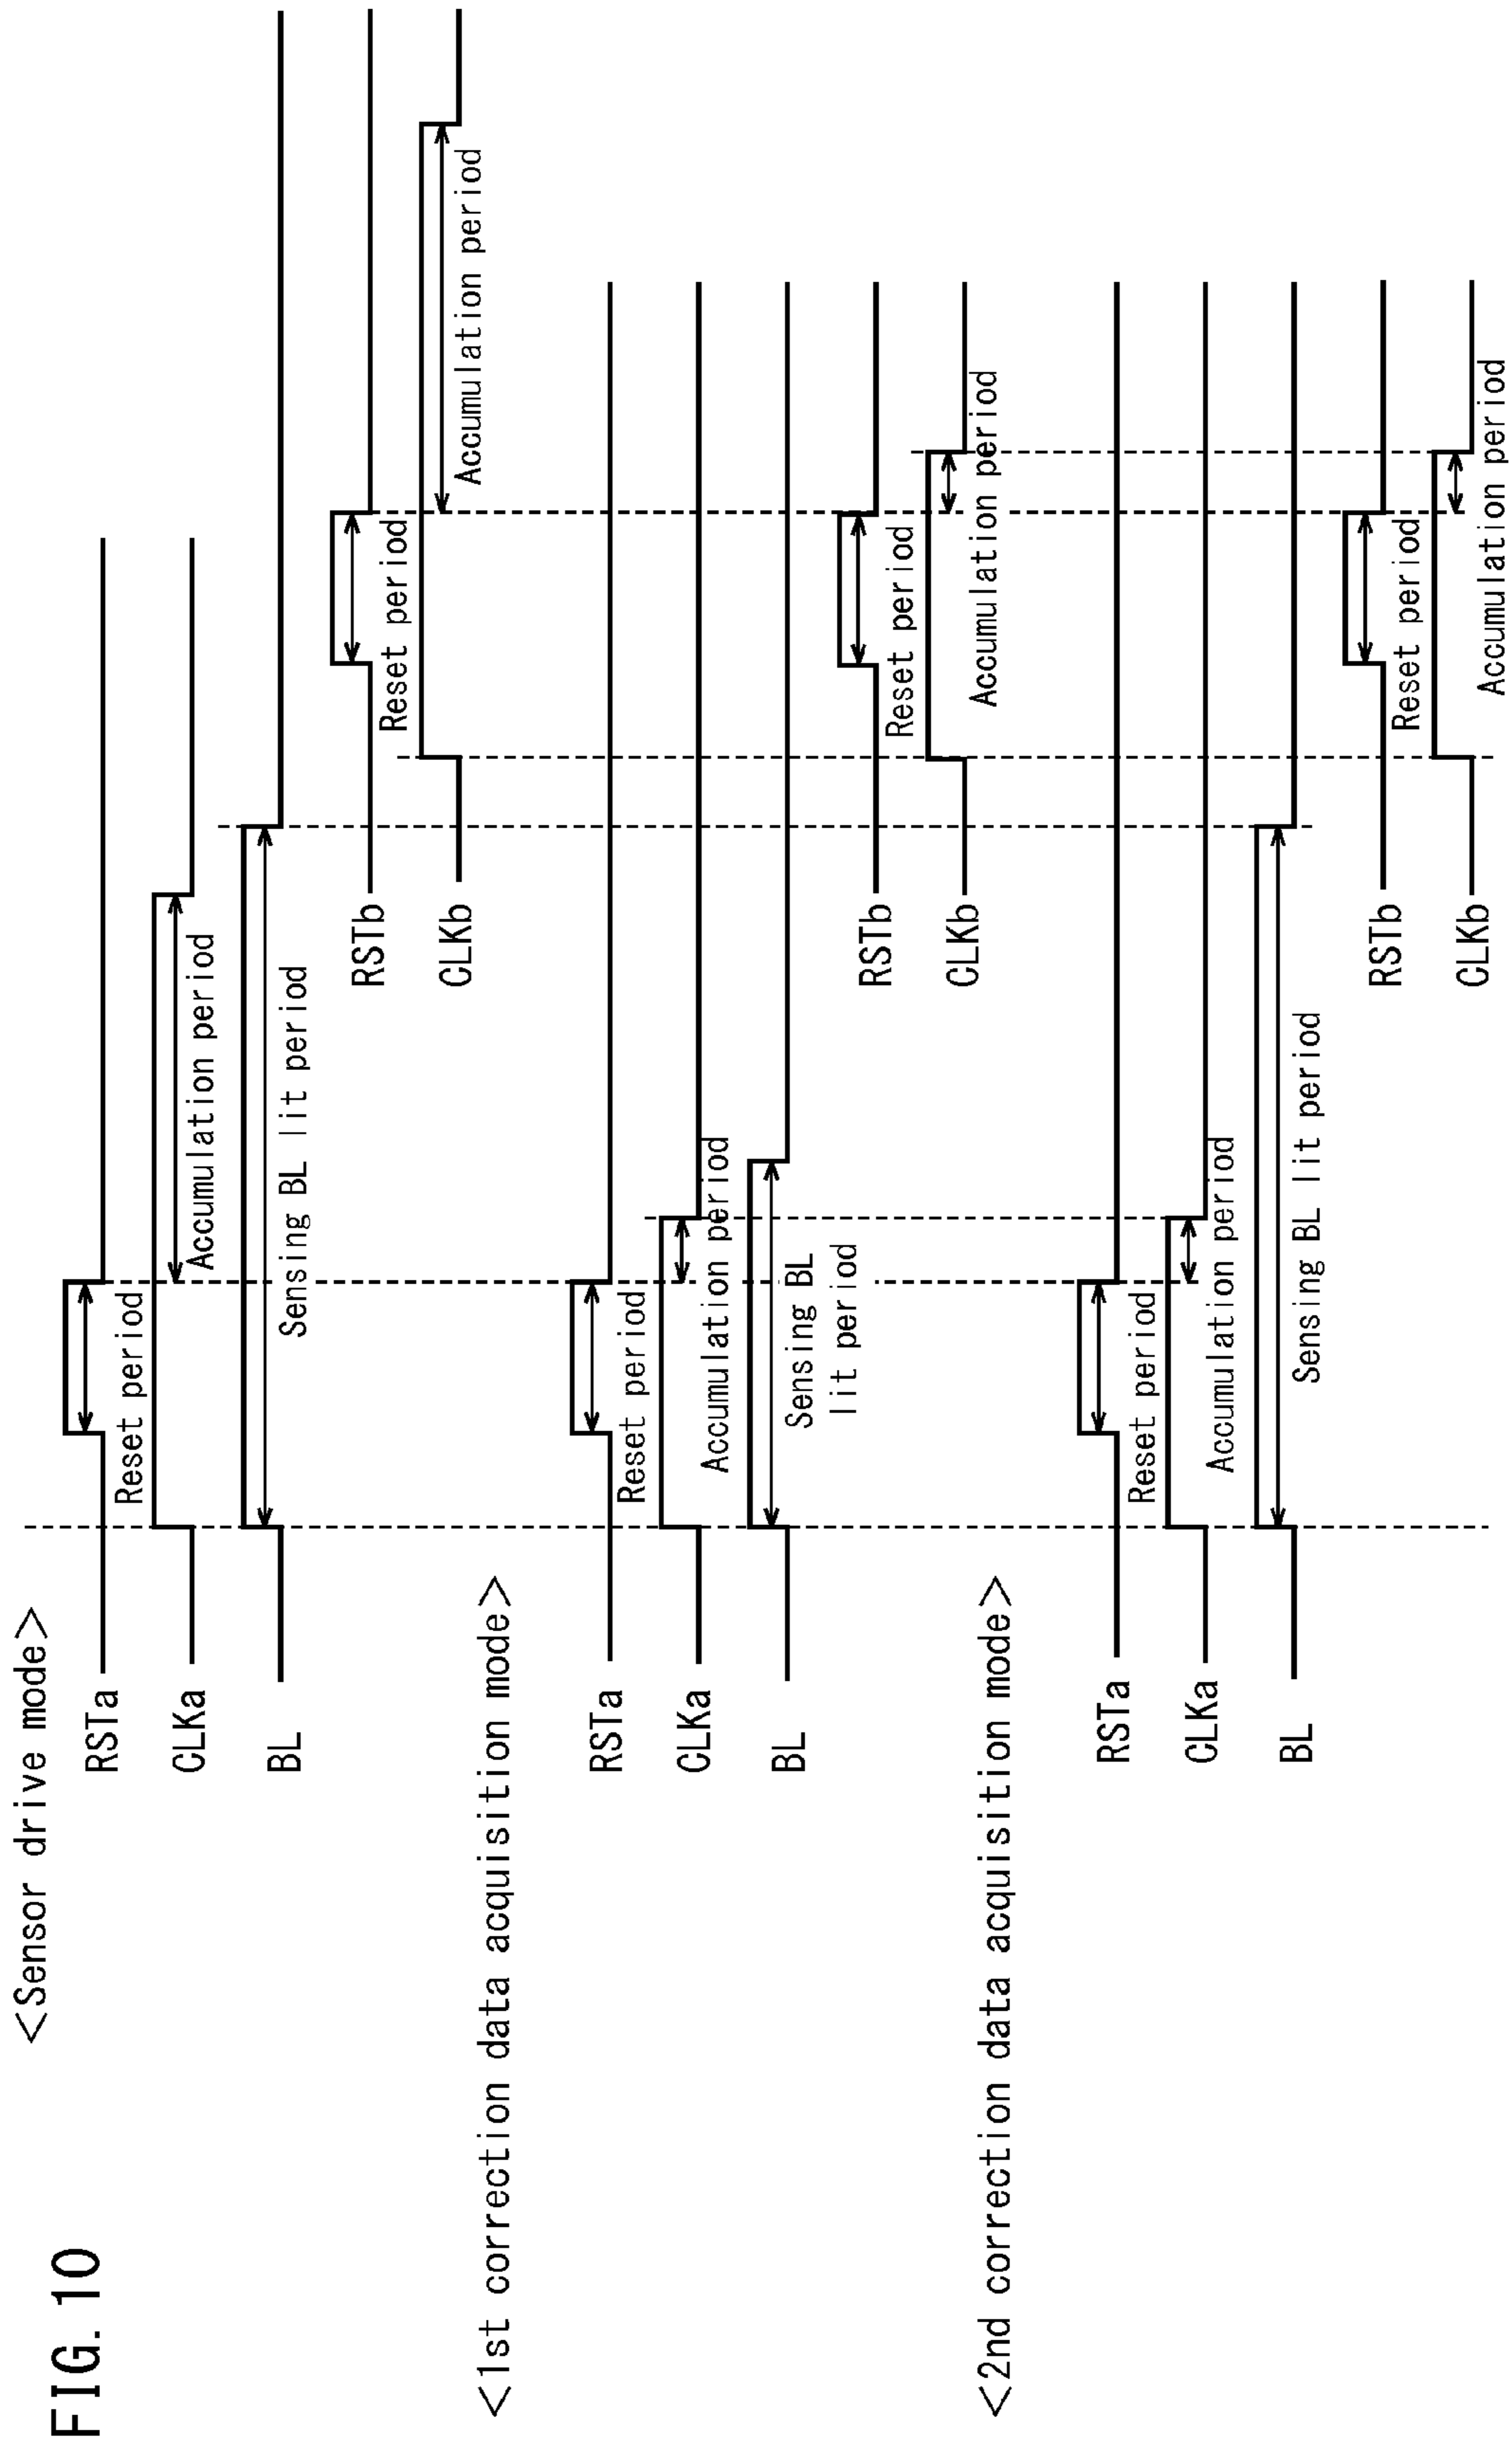 FIG. 10
<Sensor drive mode>
RSTa
Reset period
CLKa
Accumulation period
BL
Sensing BL lit period
RSTb
Reset period
CLKb
Accumulation period
<1st correction data acquisition mode>
RSTa
Reset period
CLKa
Accumulation period
BL
Sensing BL
lit period
RSTb
Reset period
CLKb
Accumulation period
<2nd correction data acquisition mode>
RSTa
Reset period
CLKa
Accumulation period
BL
Sensing BL lit period
RSTb
Reset period
CLKb
Accumulation period